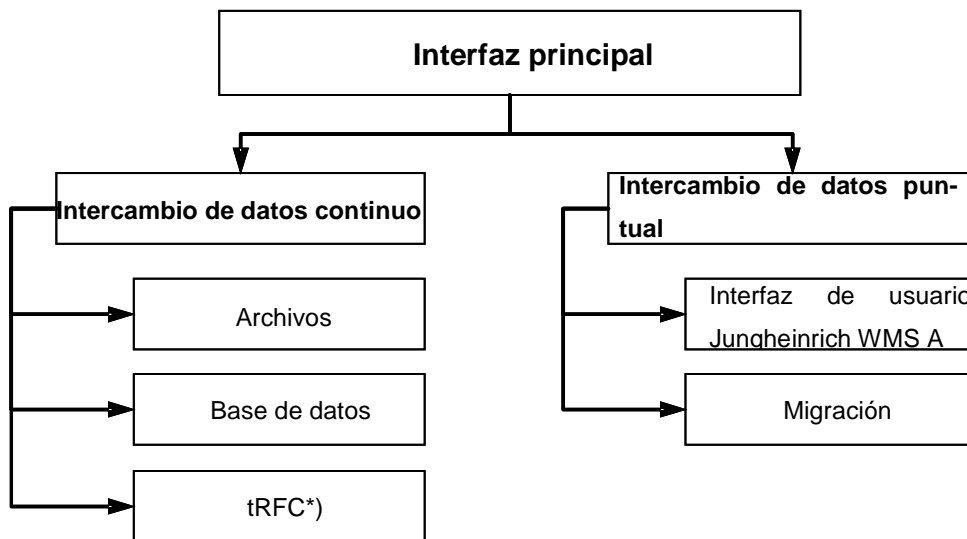 Interfaz principal
Intercambio de datos continuo
Archivos
Base de datos
tRFC*)
Intercambio de datos pun-
tual
Interfaz de usuario
Jungheinrich WMS A
Migración